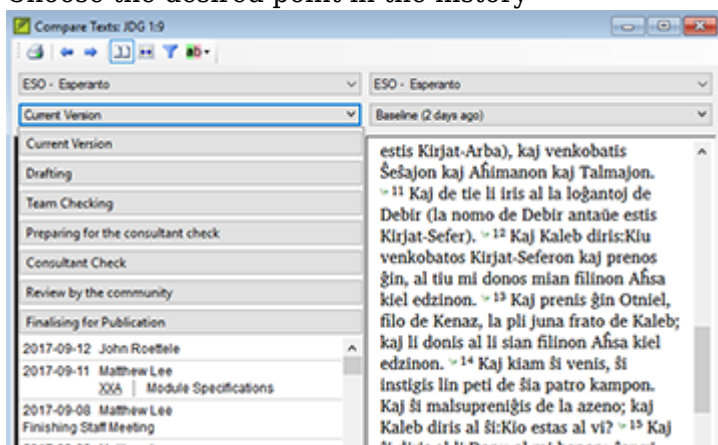 Choose the desired point in the history
Compare Texts: JDG 1:9
ESO - Esperanto
ESO - Esperanto
Current Version
Baseline (2 days ago)
Current Version
Drafting
Team Checking
Preparing for the consultant check
Consultant Check
Review by the community
Finalising for Publication
2017-09-12 John Roettele
2017-09-11 Matthew Lee
XXA | Module Specifications
2017-09-08 Matthew Lee
Finishing Staff Meeting
estis Kirjat-Arba), kaj venkobatis
Ŝeŝajon kaj Aĥimanon kaj Talmajon.
11 Kaj de tie li iris al la loĝantoj de
Debir (la nomo de Debir antaŭe estis
Kirjat-Sefer). 12 Kaj Kaleb diris:Kiu
venkobatos Kirjat-Seferon kaj prenos
ĝin, al tiu mi donos mian filinon Aĥsa
kiel edzinon. 13 Kaj prenis ĝin Otniel,
filo de Kenaz, la pli juna frato de Kaleb;
kaj li donis al li sian filinon Aĥsa kiel
edzinon. 14 Kaj kiam ŝi venis, ŝi
instigis lin peti de ŝia patro kampon.
Kaj ŝi malsupreniĝis de la azeno; kaj
Kaleb diris al ŝi:Kio estas al vi? 15 Kaj